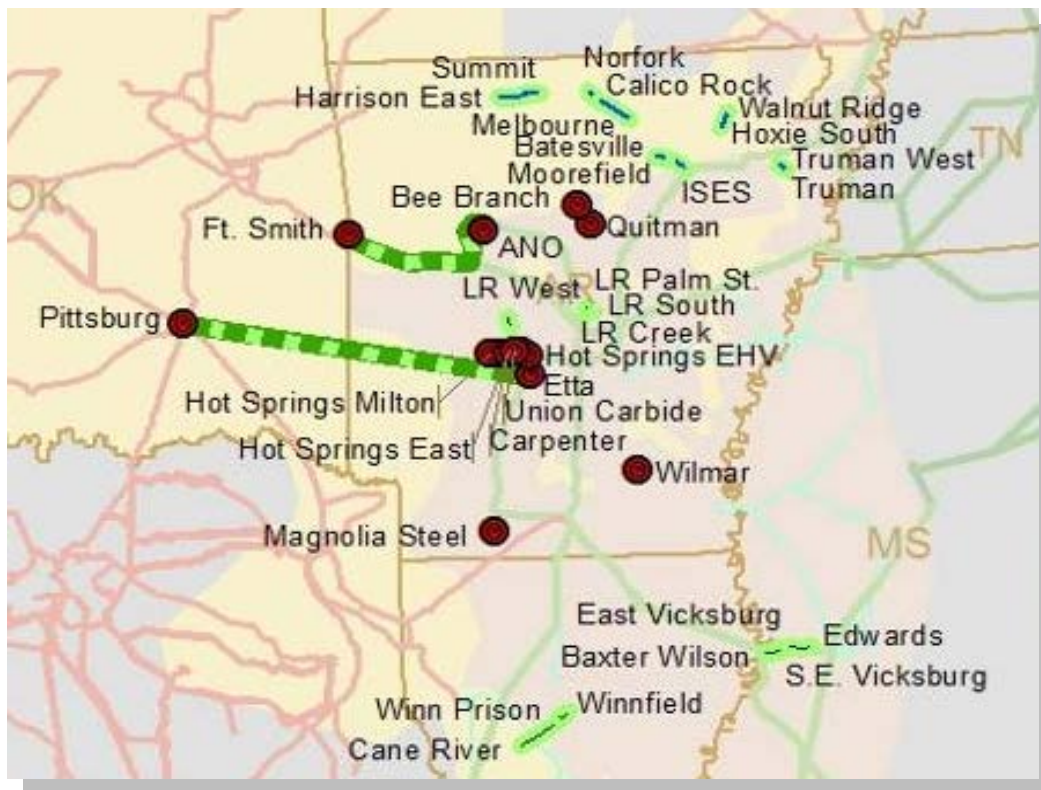 Norfork
Summit
Calico Rock
Harrison East
Walnut Ridge
Melbourne
Hoxie South
Batesville
Truman West
TN
Moorefield
ISES
Truman
OK
Bee Branch
Ft. Smith
Quitman
ANO
LR West
AR
LR Palm St.
LR South
Pittsburg
LR Creek
Hot Springs EHV
Etta
Hot Springs Milton
Union Carbide
Hot Springs East
Carpenter
Wilmar
Magnolia Steel
MS
East Vicksburg
Edwards
Baxter Wilson
S.E. Vicksburg
Winn Prison
Winnfield
Cane River